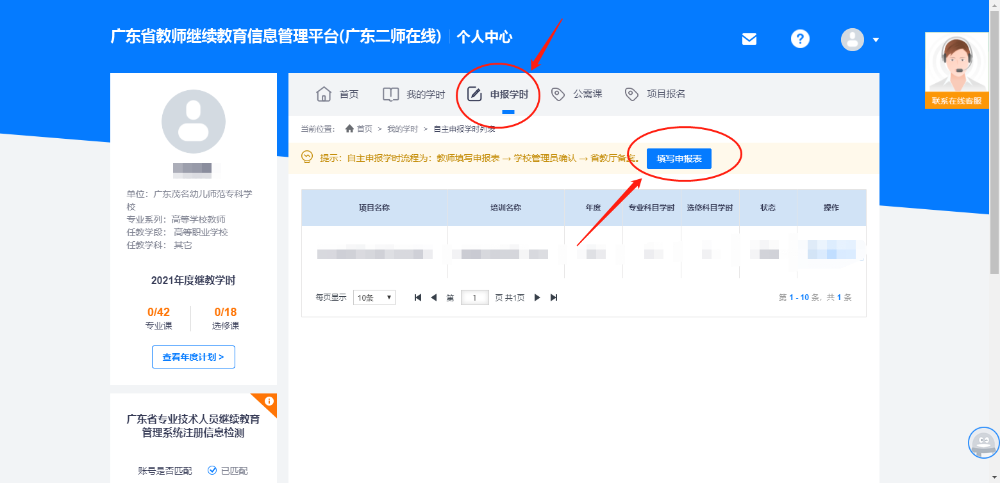 广东省教师继续教育信息管理平台(广东二师在线) 个人中心
?
联系在线客服
首页 我的学时 申报学时 公需课 项目报名
当前位置： 首页 > 我的学时 > 自主申报学时列表
提示：自主申报学时流程为：教师填写申报表 → 学校管理员确认 → 省教厅备案。 填写申报表
单位：广东茂名幼儿师范专科学
校
专业系列：高等学校教师
任教学段： 高等职业学校
任教学科： 其它
2021年度继教学时
0/42 0/18
专业课 选修课
查看年度计划 >
项目名称 培训名称 年度 专业科目学时 选修科目学时 状态 操作
每页显示 10条 第 1 页 共1页 第 1 - 10 条，共 1 条
广东省专业技术人员继续教育
管理系统注册信息检测
账号是否匹配 已匹配